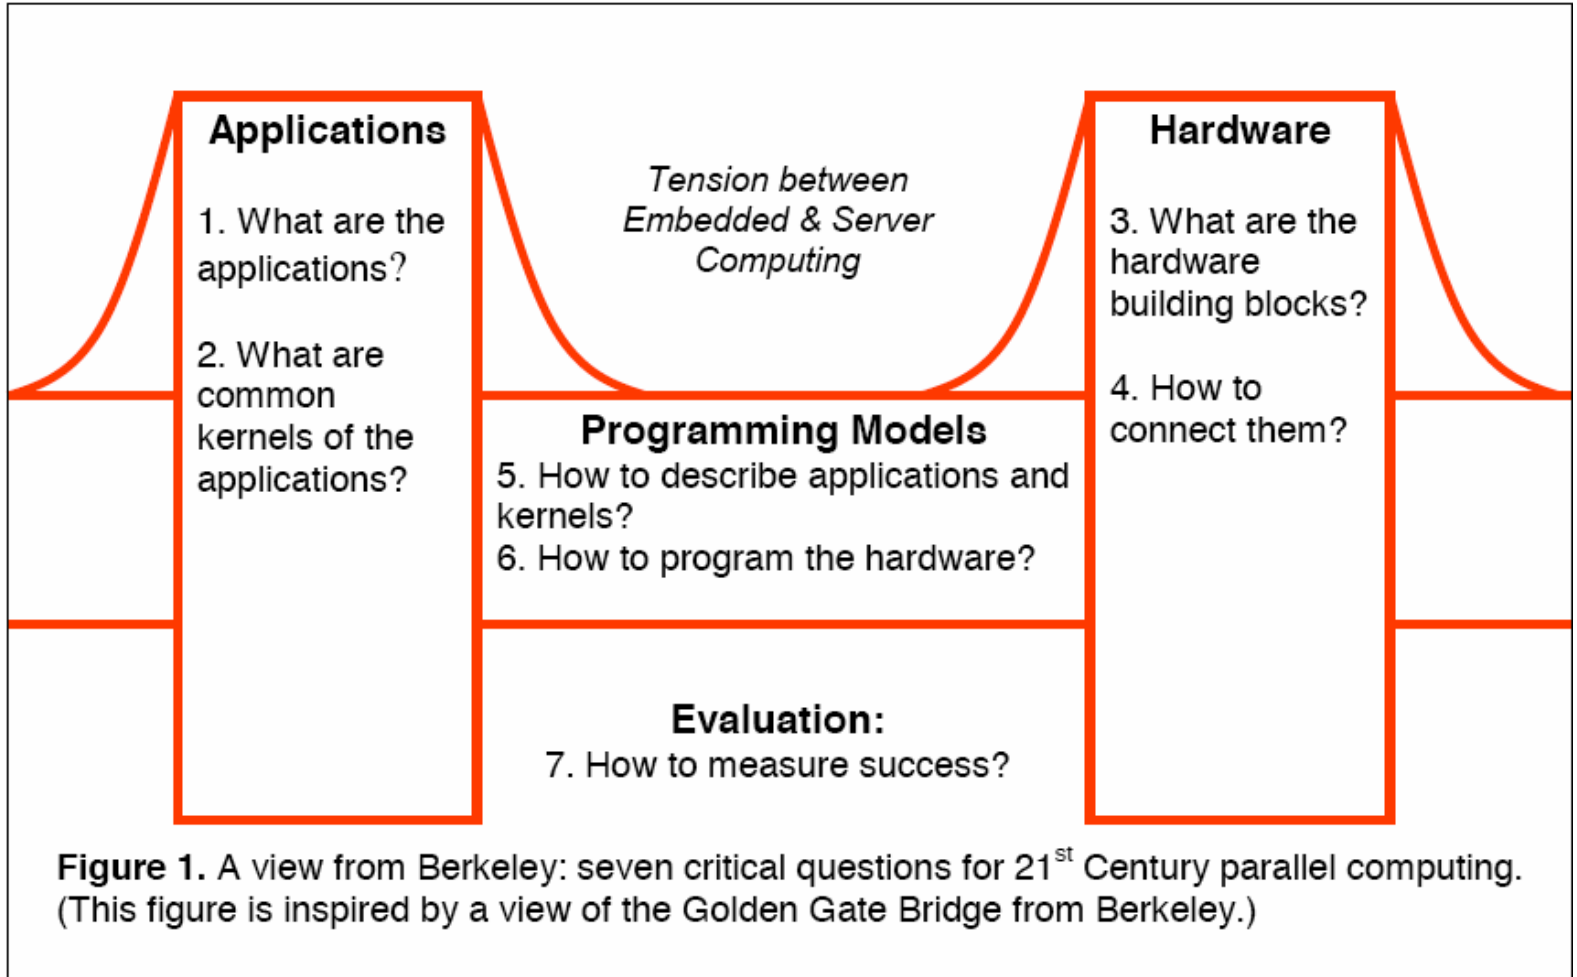 Applications
1. What are the
applications?
2. What are
common
kernels of the
applications?
Tension between
Embedded & Server
Computing
Hardware
3. What are the
hardware
building blocks?
4. How to
connect them?
Programming Models
5. How to describe applications and
kernels?
6. How to program the hardware?
Evaluation:
7. How to measure success?
Figure 1. A view from Berkeley: seven critical questions for 21st Century parallel computing.
(This figure is inspired by a view of the Golden Gate Bridge from Berkeley.)